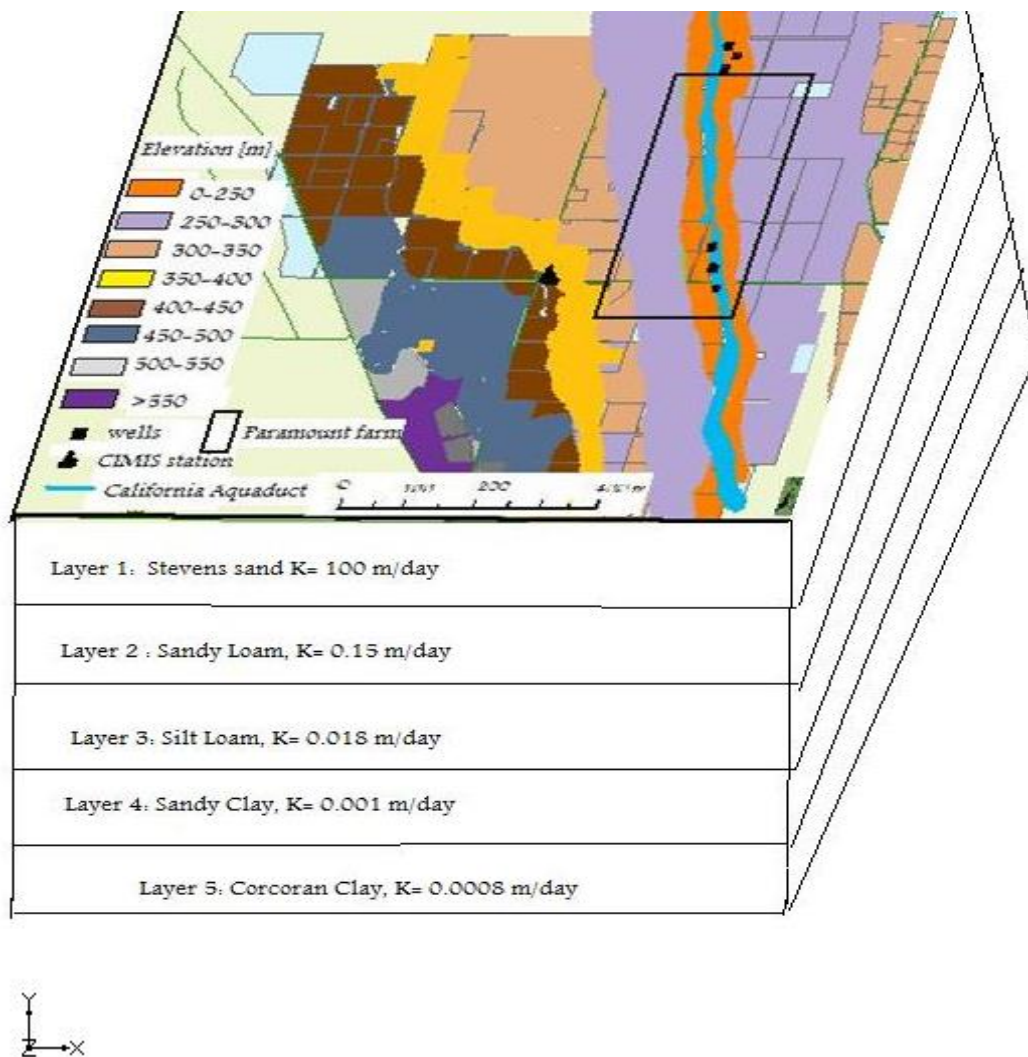 Elevation [m]
0-250
250-300
300-350
350-400
400-450
450-500
500-550
>550
wells
Paramount farm
CIMIS station
California Aquaduct
0 100 200 400 m
Layer 1: Stevens sand K= 100 m/day
Layer 2 : Sandy Loam, K= 0.15 m/day
Layer 3: Silt Loam, K= 0.018 m/day
Layer 4: Sandy Clay, K= 0.001 m/day
Layer 5: Corcoran Clay, K= 0.0008 m/day
Y
Z X